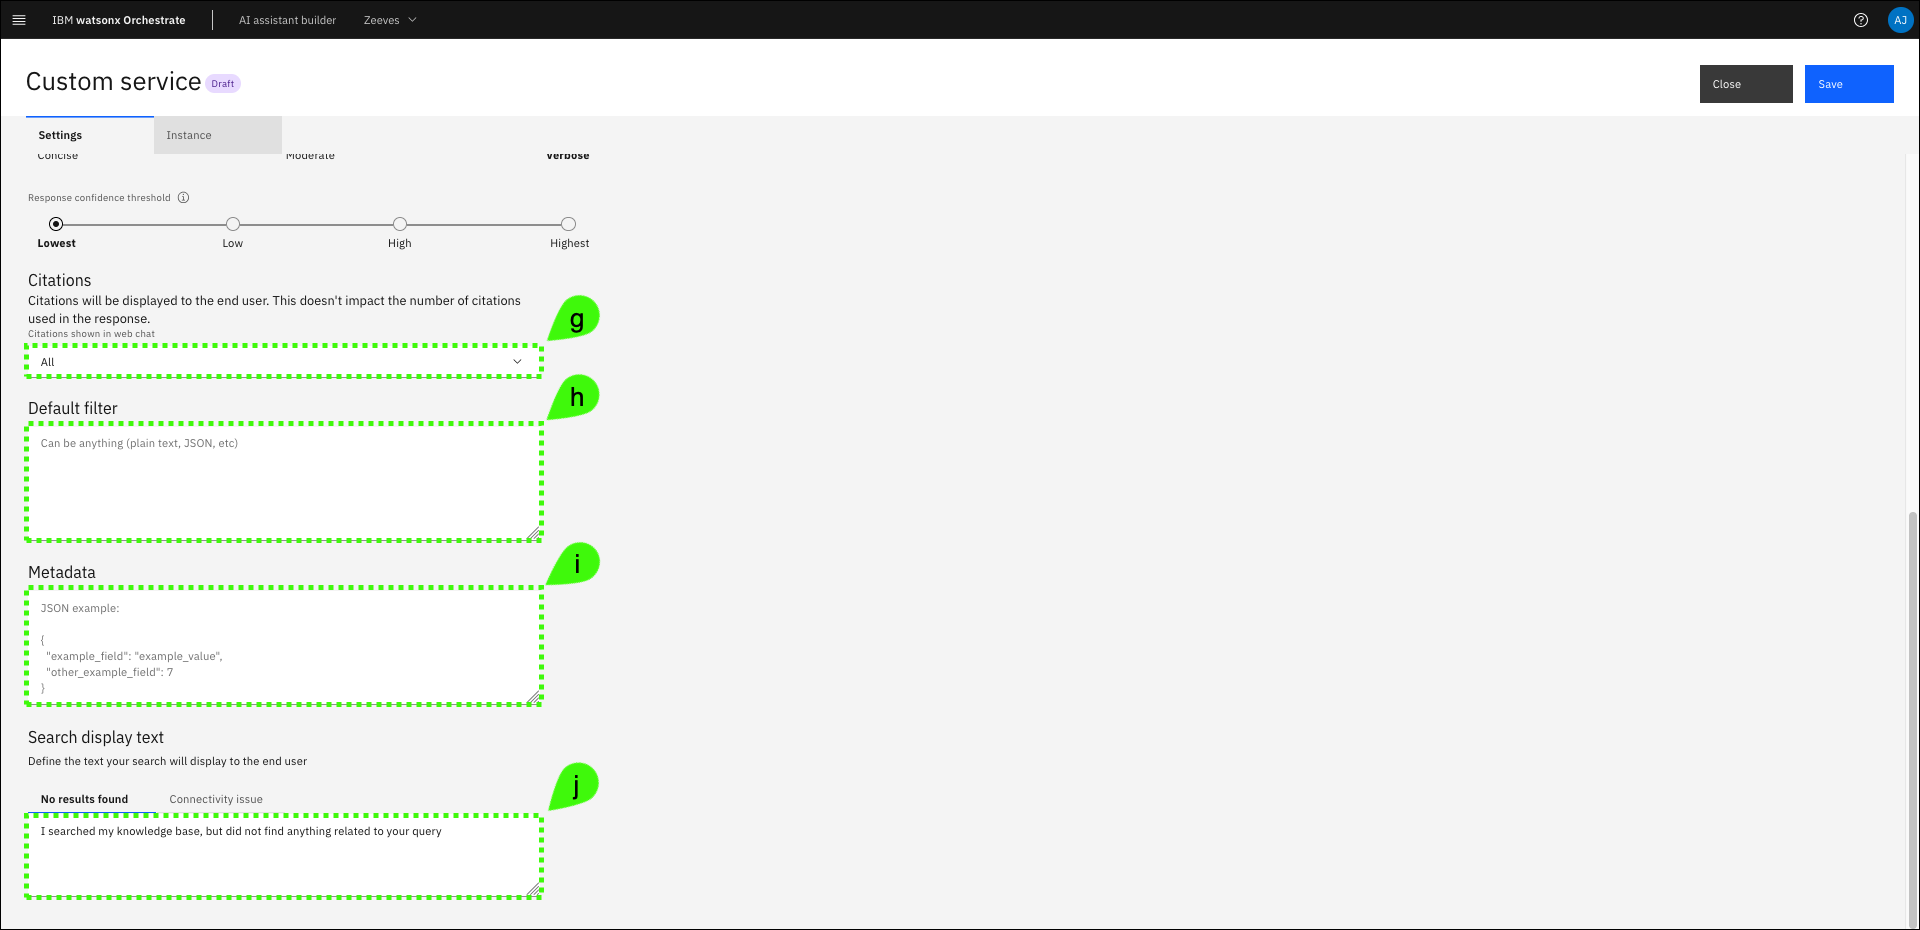 IBM watsonx Orchestrate AI assistant builder Zeeves AJ
Custom service Draft
Close Save
Settings Instance
Concise Moderate Verbose
Response confidence threshold
Lowest Low High Highest
Citations
Citations will be displayed to the end user. This doesn't impact the number of citations
used in the response.
Citations shown in web chat
g
All
h
Default filter
Can be anything (plain text, JSON, etc)
i
Metadata
JSON example:
{
"example_field": "example_value",
"other_example_field": 7
}
Search display text
Define the text your search will display to the end user
j
No results found Connectivity issue
I searched my knowledge base, but did not find anything related to your query